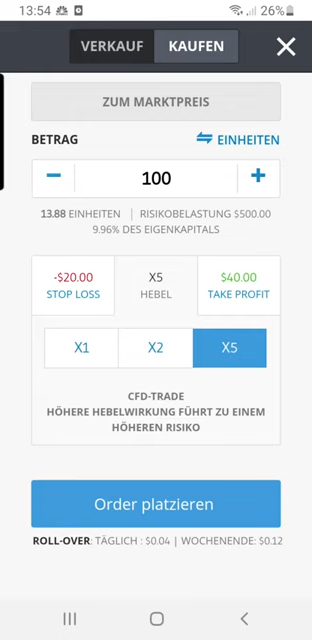 13:54 26%
VERKAUF KAUFEN
ZUM MARKTPREIS
BETRAG EINHEITEN
100
13.88 EINHEITEN | RISIKOBELASTUNG $500.00
9.96% DES EIGENKAPITALS
-$20.00 X5 $40.00
STOP LOSS HEBEL TAKE PROFIT
X1 X2 X5
CFD-TRADE
HÖHERE HEBELWIRKUNG FÜHRT ZU EINEM
HÖHEREN RISIKO
Order platzieren
ROLL-OVER: TÄGLICH : $0.04 | WOCHENENDE: $0.12